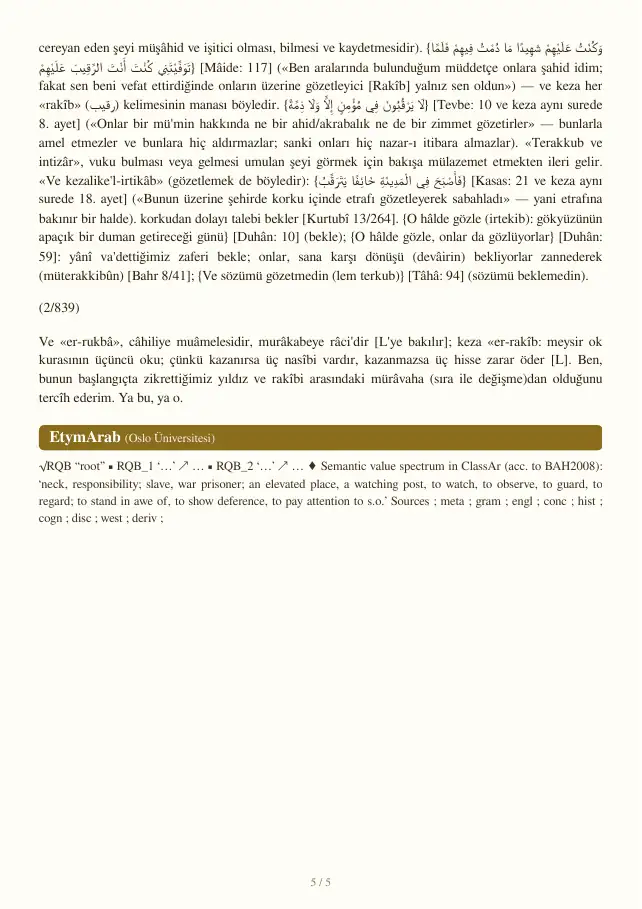 cereyan eden şeyi müşâhid ve işitici olması, bilmesi ve kaydetmesidir). {وَكُنْتُ عَلَيْهِمْ شَهِيدًا مَا دُمْتُ فِيهِمْ فَلَمَّا
تَوَفَّيْتَنِي كُنْتَ أَنْتَ الرَّقِيبَ عَلَيْهِمْ} [Mâide: 117] («Ben aralarında bulunduğum müddetçe onlara şahid idim;
fakat sen beni vefat ettirdiğinde onların üzerine gözetleyici [Rakîb] yalnız sen oldun») — ve keza her
«rakîb» (رقيب) kelimesinin manası böyledir. {لَا يَرْقُبُونَ فِي مُؤْمِنٍ إِلًّا وَلَا ذِمَّةً} [Tevbe: 10 ve keza aynı surede
8. ayet] («Onlar bir mü'min hakkında ne bir ahid/akrabalık ne de bir zimmet gözetirler» — bunlarla
amel etmezler ve bunlara hiç aldırmazlar; sanki onları hiç nazar-ı itibara almazlar). «Terakkub ve
intizâr», vuku bulması veya gelmesi umulan şeyi görmek için bakışa mülazemet etmekten ileri gelir.
«Ve kezalike'l-irtikâb» (gözetlemek de böyledir): {فَأَصْبَحَ فِي الْمَدِينَةِ خَائِفًا يَتَرَقَّبُ} [Kasas: 21 ve keza aynı
surede 18. ayet] («Bunun üzerine şehirde korku içinde etrafı gözetleyerek sabahladı» — yani etrafına
bakınır bir halde). korkudan dolayı talebi bekler [Kurtubî 13/264]. {O hâlde gözle (irtekib): gökyüzünün
apaçık bir duman getireceği günü} [Duhân: 10] (bekle); {O hâlde gözle, onlar da gözlüyorlar} [Duhân:
59]: yânî va'dettiğimiz zaferi bekle; onlar, sana karşı dönüşü (devâirin) bekliyorlar zannederek
(müterakkibûn) [Bahr 8/41]; {Ve sözümü gözetmedin (lem terkub)} [Tâhâ: 94] (sözümü beklemedin).
(2/839)
Ve «er-rukbâ», câhiliye muâmelesidir, murâkabeye râci'dir [L'ye bakılır]; keza «er-rakîb: meysir ok
kurasının üçüncü oku; çünkü kazanırsa üç nasîbi vardır, kazanmazsa üç hisse zarar öder [L]. Ben,
bunun başlangıçta zikrettiğimiz yıldız ve rakîbi arasındaki mürâvaha (sıra ile değişme)dan olduğunu
tercîh ederim. Ya bu, ya o.
EtymArab (Oslo Üniversitesi)
√RQB “root” ▪ RQB_1 ‘…’ ↗ … ▪ RQB_2 ‘…’ ↗ … ♦ Semantic value spectrum in ClassAr (acc. to BAH2008):
‘neck, responsibility; slave, war prisoner; an elevated place, a watching post, to watch, to observe, to guard, to
regard; to stand in awe of, to show deference, to pay attention to s.o.’ Sources ; meta ; gram ; engl ; conc ; hist ;
cogn ; disc ; west ; deriv ;
5 / 5